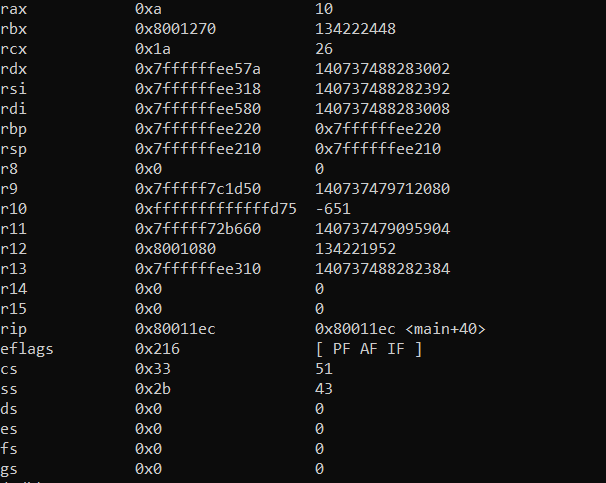 rax 0xa 10
rbx 0x8001270 134222448
rcx 0x1a 26
rdx 0x7ffffffee57a 140737488283002
rsi 0x7ffffffee318 140737488282392
rdi 0x7ffffffee580 140737488283008
rbp 0x7ffffffee220 0x7ffffffee220
rsp 0x7ffffffee210 0x7ffffffee210
r8 0x0 0
r9 0x7fffff7c1d50 140737479712080
r10 0xfffffffffffffd75 -651
r11 0x7fffff72b660 140737479095904
r12 0x8001080 134221952
r13 0x7ffffffee310 140737488282384
r14 0x0 0
r15 0x0 0
rip 0x80011ec 0x80011ec <main+40>
eflags 0x216 [ PF AF IF ]
cs 0x33 51
ss 0x2b 43
ds 0x0 0
es 0x0 0
fs 0x0 0
gs 0x0 0